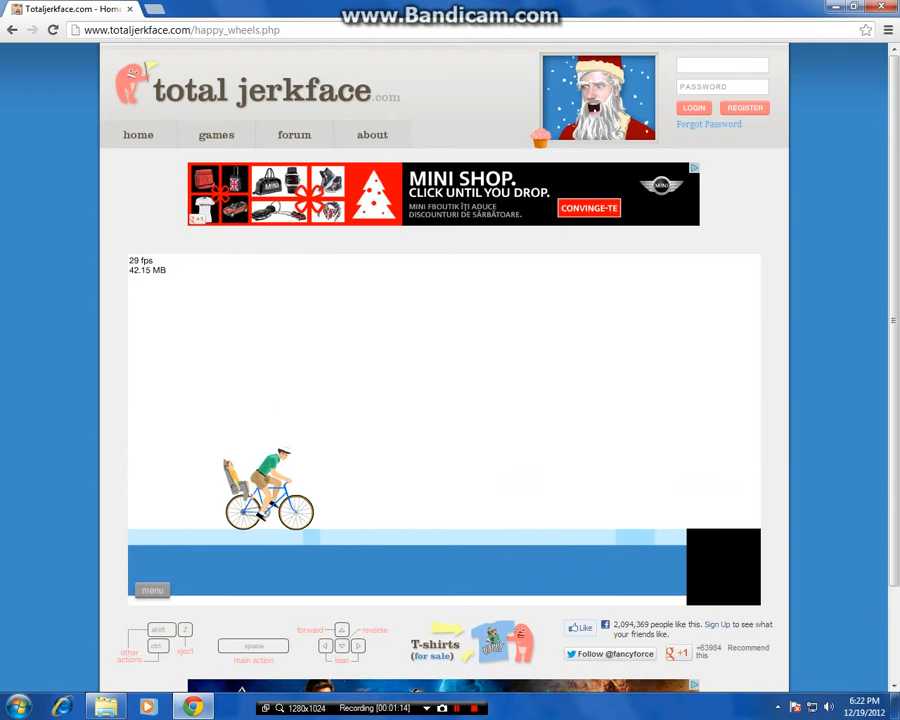 www.Bandicam.com
Totaljerkface.com - Hom
www.totaljerkface.com/happy_wheels.php
total jerkface.com
PASSWORD
LOGIN
REGISTER
Forgot Password
home
games
forum
about
MINI SHOP.
CLICK UNTIL YOU DROP.
MINI FBOUTIK ÎȚI ADUCE
DISCOUNTURI DE SĂRBĂTOARE.
CONVINGE-TE
MINI
+1
29 fps
42.15 MB
menu
shift
Z
ctrl
eject
other
actions
space
main action
forward
reverse
lean
T-shirts
(for sale)
Like
2,094,369 people like this. Sign Up to see what
your friends like.
Follow @fancyforce
+1
+63984
Recommend
this
1280x1024
Recording [00:01:14]
6:22 PM
12/19/2012